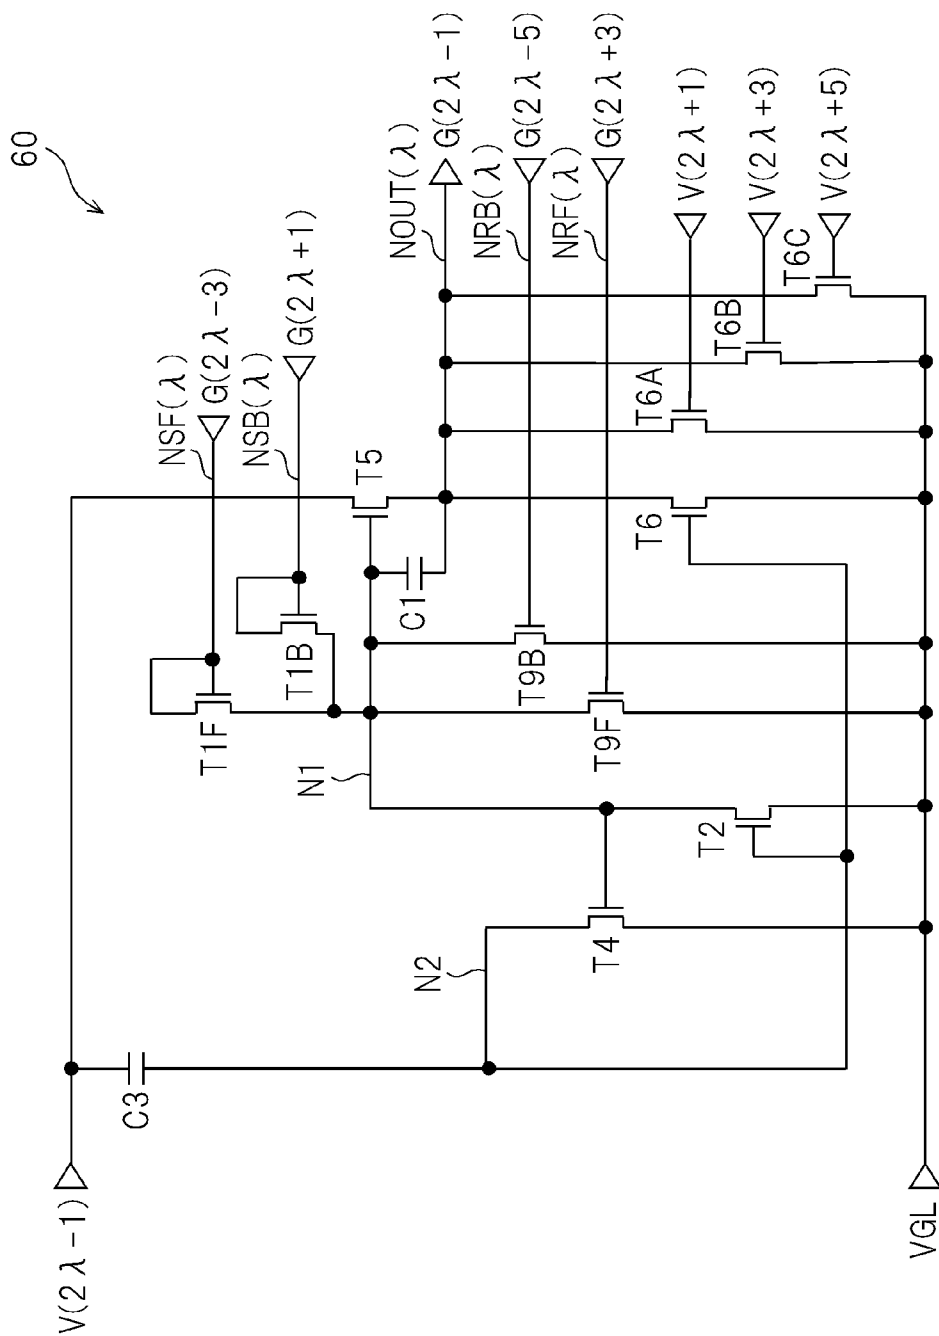 60
V(2λ-1)
C3
NSF(λ)
G(2λ-3)
NSB(λ)
G(2λ+1)
T1F
T1B
N1
T5
C1
NOUT(λ)
G(2λ-1)
NRB(λ)
G(2λ-5)
NRF(λ)
G(2λ+3)
N2
T4
T2
T9F
T9B
T6
T6A
T6B
T6C
V(2λ+1)
V(2λ+3)
V(2λ+5)
VGL